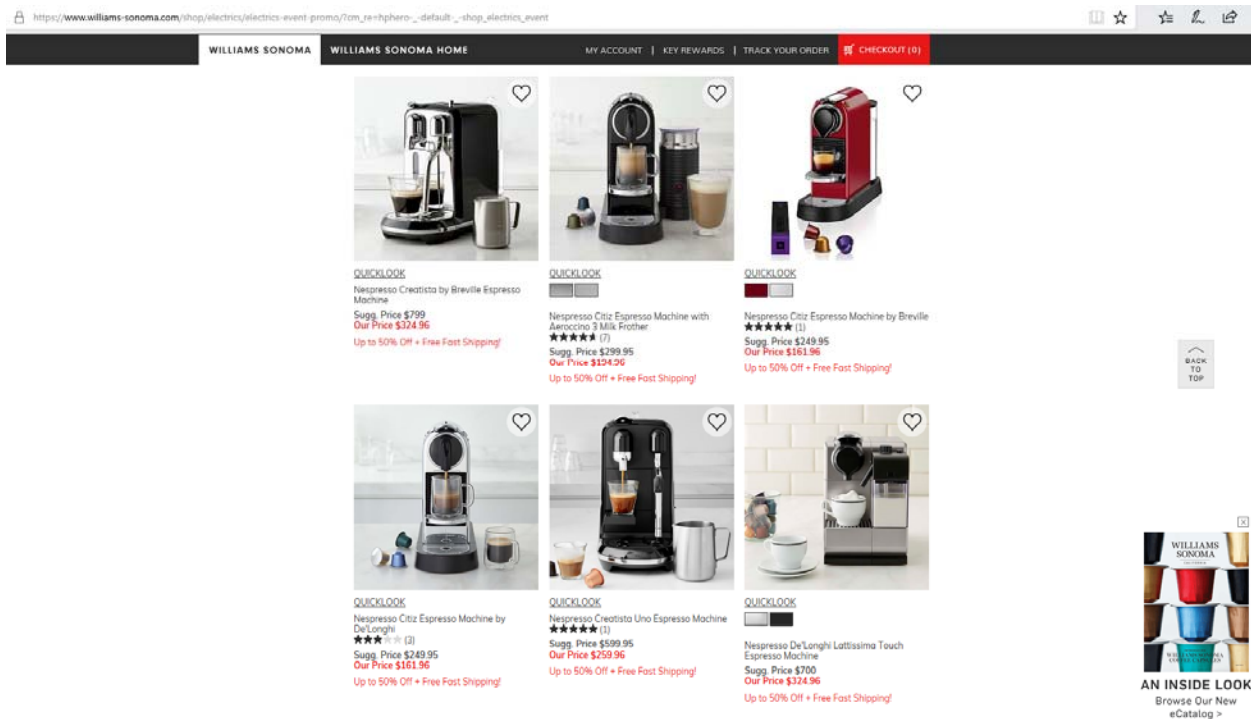 https://www.williams-sonoma.com/shop/electrics/electrics-event-promo/?cm_re=hphero-_-default-_-shop_electrics_event
WILLIAMS SONOMA WILLIAMS SONOMA HOME MY ACCOUNT | KEY REWARDS | TRACK YOUR ORDER CHECKOUT (0)
QUICKLOOK
Nespresso Creatista by Breville Espresso
Machine
Sugg. Price $799
Our Price $324.96
Up to 50% Off + Free Fast Shipping!
QUICKLOOK
Nespresso Citiz Espresso Machine with
Aeroccino 3 Milk Frother
(7)
Sugg. Price $299.95
Our Price $194.96
Up to 50% Off + Free Fast Shipping!
QUICKLOOK
Nespresso Citiz Espresso Machine by Breville
(1)
Sugg. Price $249.95
Our Price $161.96
Up to 50% Off + Free Fast Shipping!
BACK
TO
TOP
QUICKLOOK
Nespresso Citiz Espresso Machine by
De'Longhi
(3)
Sugg. Price $249.95
Our Price $161.96
Up to 50% Off + Free Fast Shipping!
QUICKLOOK
Nespresso Creatista Uno Espresso Machine
(1)
Sugg. Price $599.95
Our Price $259.96
Up to 50% Off + Free Fast Shipping!
QUICKLOOK
Nespresso De'Longhi Lattissima Touch
Espresso Machine
Sugg. Price $700
Our Price $324.96
Up to 50% Off + Free Fast Shipping!
WILLIAMS
SONOMA
WILLIAMS SONOMA
COFFEE CAPSULES
AN INSIDE LOOK
Browse Our New
eCatalog >